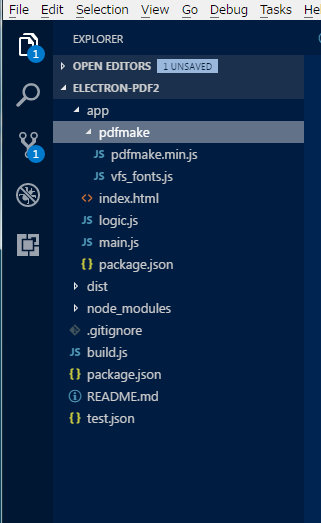 File Edit Selection View Go Debug Tasks Help
EXPLORER
1
OPEN EDITORS 1 UNSAVED
ELECTRON-PDF2
app
pdfmake
JS pdfmake.min.js
1
JS vfs_fonts.js
<> index.html
JS logic.js
JS main.js
{} package.json
dist
node_modules
.gitignore
JS build.js
{} package.json
README.md
{} test.json